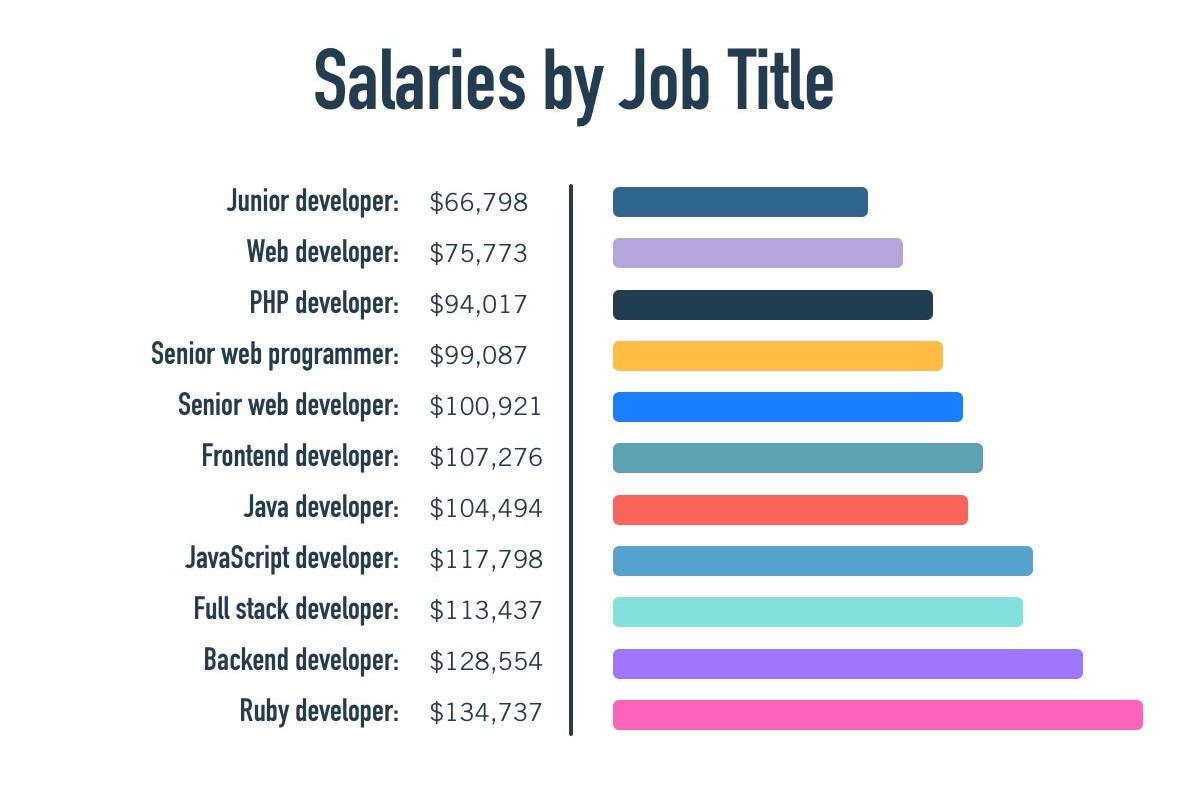 Salaries by Job Title
Junior developer: $66,798
Web developer: $75,773
PHP developer: $94,017
Senior web programmer: $99,087
Senior web developer: $100,921
Frontend developer: $107,276
Java developer: $104,494
JavaScript developer: $117,798
Full stack developer: $113,437
Backend developer: $128,554
Ruby developer: $134,737